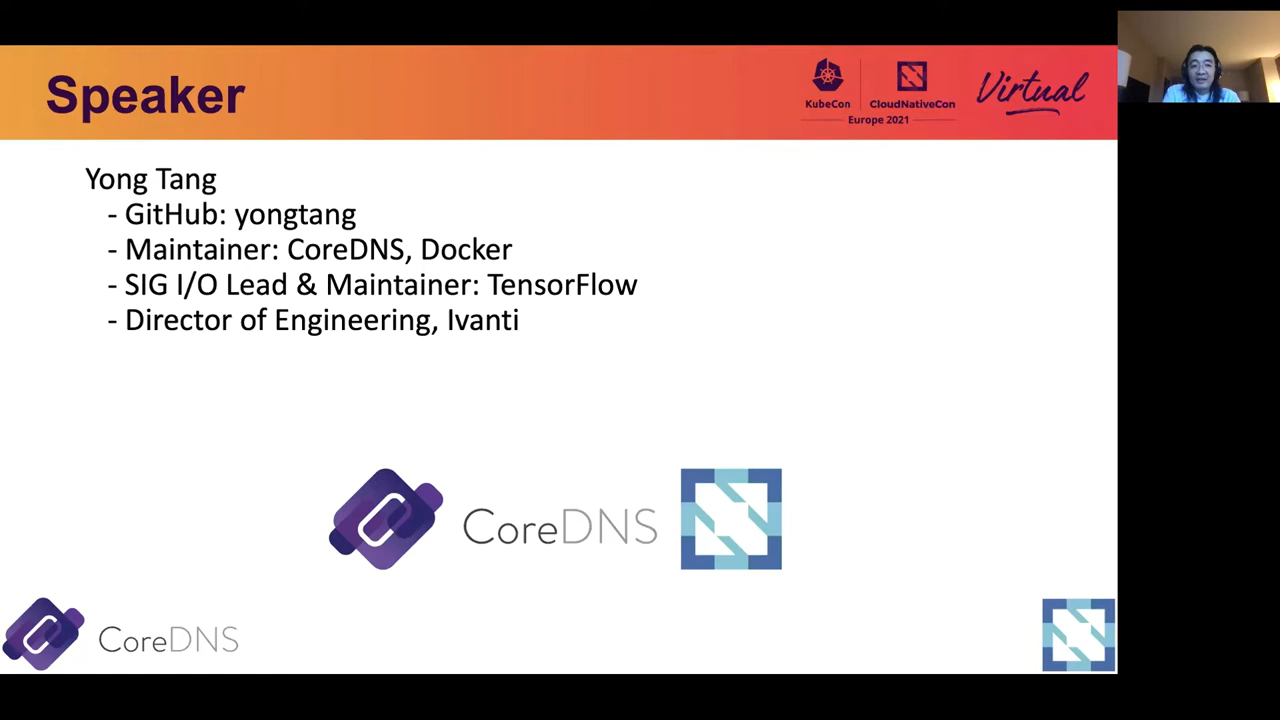 Speaker
KubeCon
CloudNativeCon
Europe 2021
Virtual
Yong Tang
- GitHub: yongtang
- Maintainer: CoreDNS, Docker
- SIG I/O Lead & Maintainer: TensorFlow
- Director of Engineering, Ivanti
CoreDNS
CoreDNS